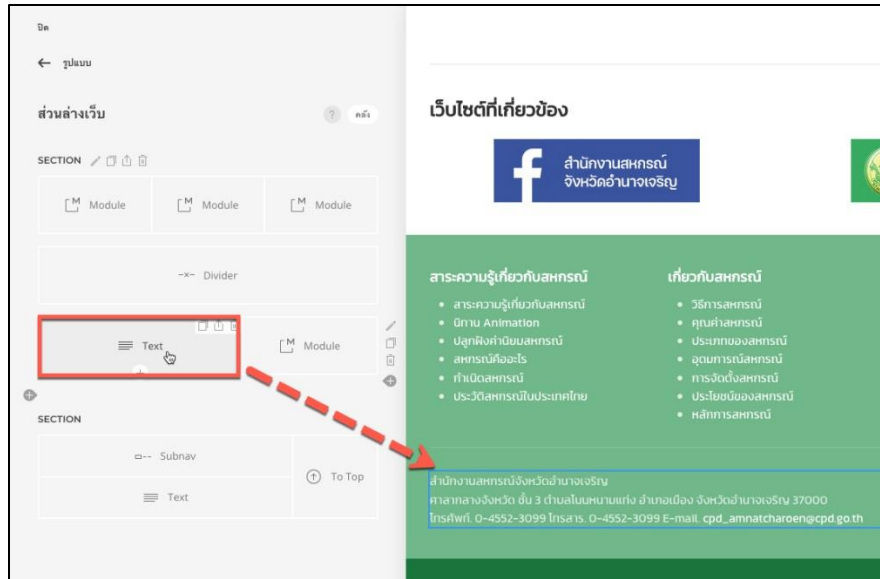 ปิด
← รูปแบบ
ส่วนล่างเว็บ
? คลัง
SECTION
Module
Module
Module
Divider
Text
Module
SECTION
Subnav
To Top
Text
เว็บไซต์ที่เกี่ยวข้อง
สำนักงานสหกรณ์
จังหวัดอำนาจเจริญ
สาระความรู้เกี่ยวกับสหกรณ์
สาระความรู้เกี่ยวกับสหกรณ์
นิทาน Animation
ปลูกฝังค่านิยมสหกรณ์
สหกรณ์คืออะไร
กำเนิดสหกรณ์
ประวัติสหกรณ์ในประเทศไทย
เกี่ยวกับสหกรณ์
วิธีการสหกรณ์
คุณค่าสหกรณ์
ประเภทของสหกรณ์
อุดมการณ์สหกรณ์
การจัดตั้งสหกรณ์
ประโยชน์ของสหกรณ์
หลักการสหกรณ์
สำนักงานสหกรณ์จังหวัดอำนาจเจริญ
ศาลากลางจังหวัด ชั้น 3 ตำบลโนนหนามแท่ง อำเภอเมือง จังหวัดอำนาจเจริญ 37000
โทรศัพท์. 0-4552-3099 โทรสาร. 0-4552-3099 E-mail. cpd_amnatcharoen@cpd.go.th